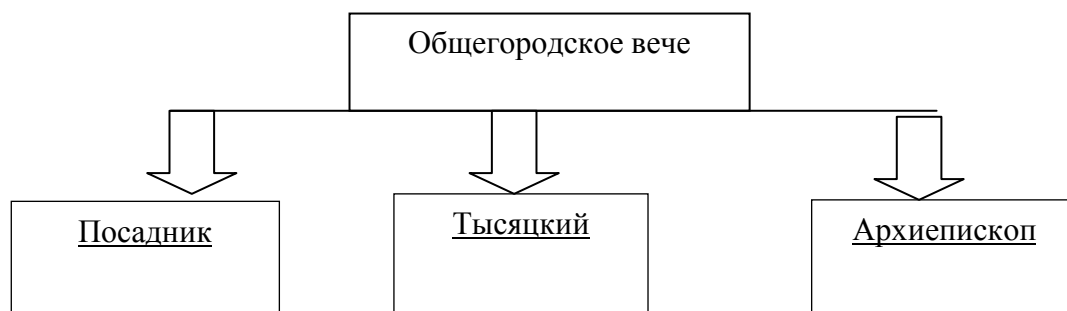 Общегородское вече
Посадник
Тысяцкий
Архиепископ